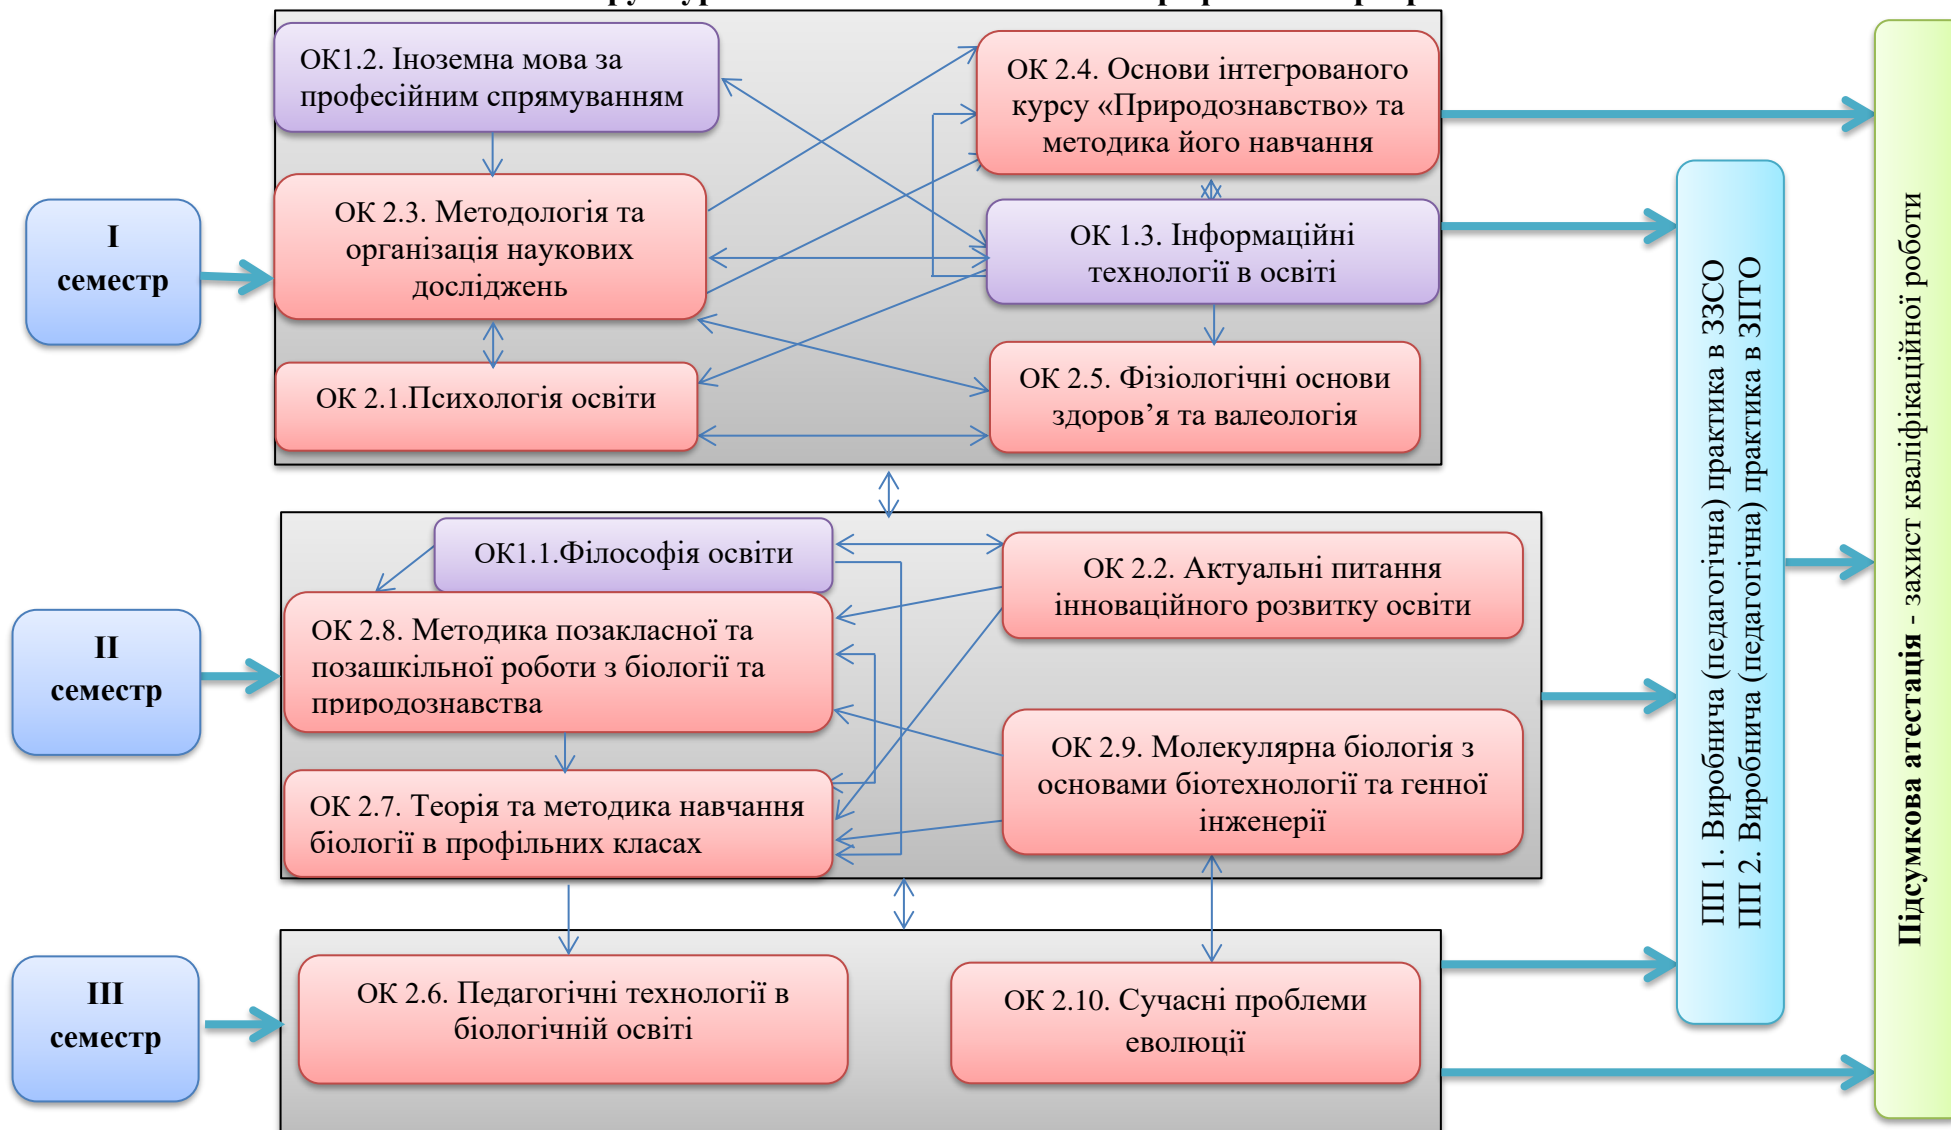 I
семестр
ОК1.2. Іноземна мова за
професійним спрямуванням
ОК 2.3. Методологія та
організація наукових
досліджень
ОК 2.1.Психологія освіти
ОК 2.4. Основи інтегрованого
курсу «Природознавство» та
методика його навчання
ОК 1.3. Інформаційні
технології в освіті
ОК 2.5. Фізіологічні основи
здоров’я та валеологія
II
семестр
ОК1.1.Філософія освіти
ОК 2.8. Методика позакласної та
позашкільної роботи з біології та
природознавства
ОК 2.7. Теорія та методика навчання
біології в профільних класах
ОК 2.2. Актуальні питання
інноваційного розвитку освіти
ОК 2.9. Молекулярна біологія з
основами біотехнології та генної
інженерії
III
семестр
ОК 2.6. Педагогічні технології в
біологічній освіті
ОК 2.10. Сучасні проблеми
еволюції
ПП 1. Виробнича (педагогічна) практика в ЗЗСО
ПП 2. Виробнича (педагогічна) практика в ЗПТО
Підсумкова атестація - захист кваліфікаційної роботи